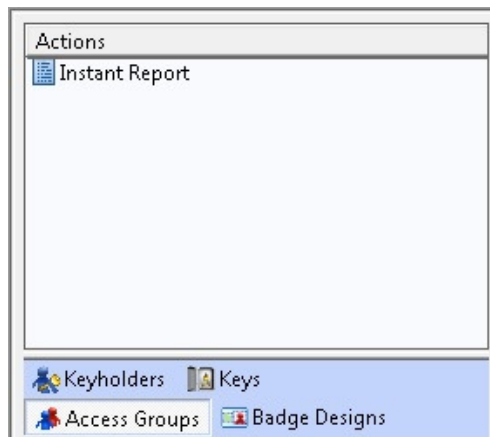 Actions
Instant Report
Keyholders Keys
Access Groups Badge Designs